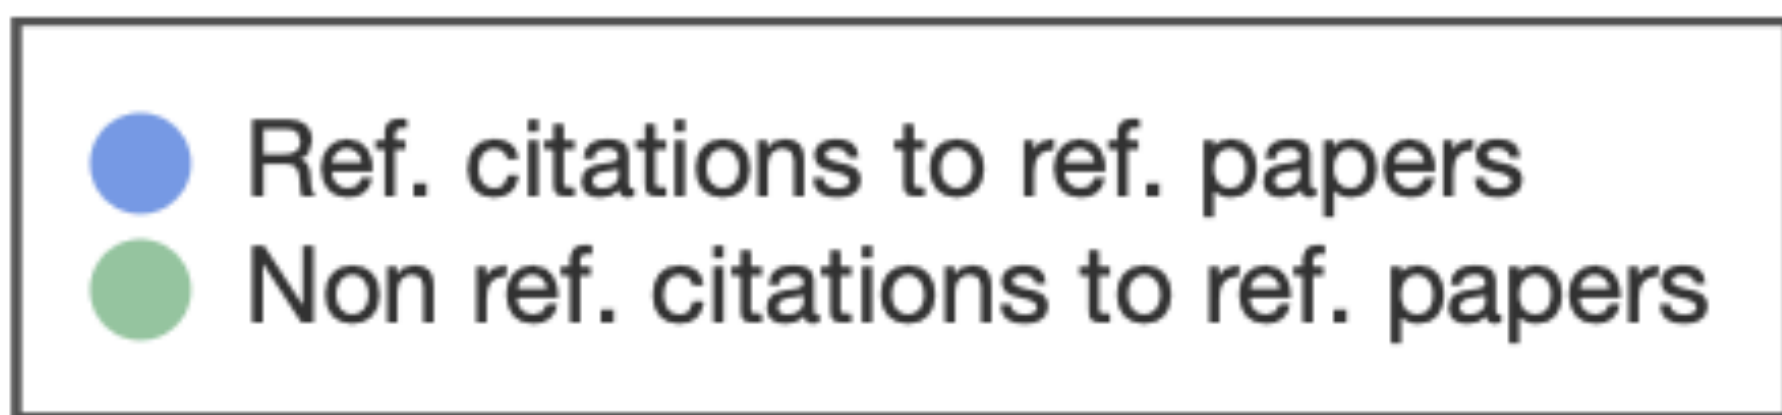 Ref. citations to ref. papers
Non ref. citations to ref. papers